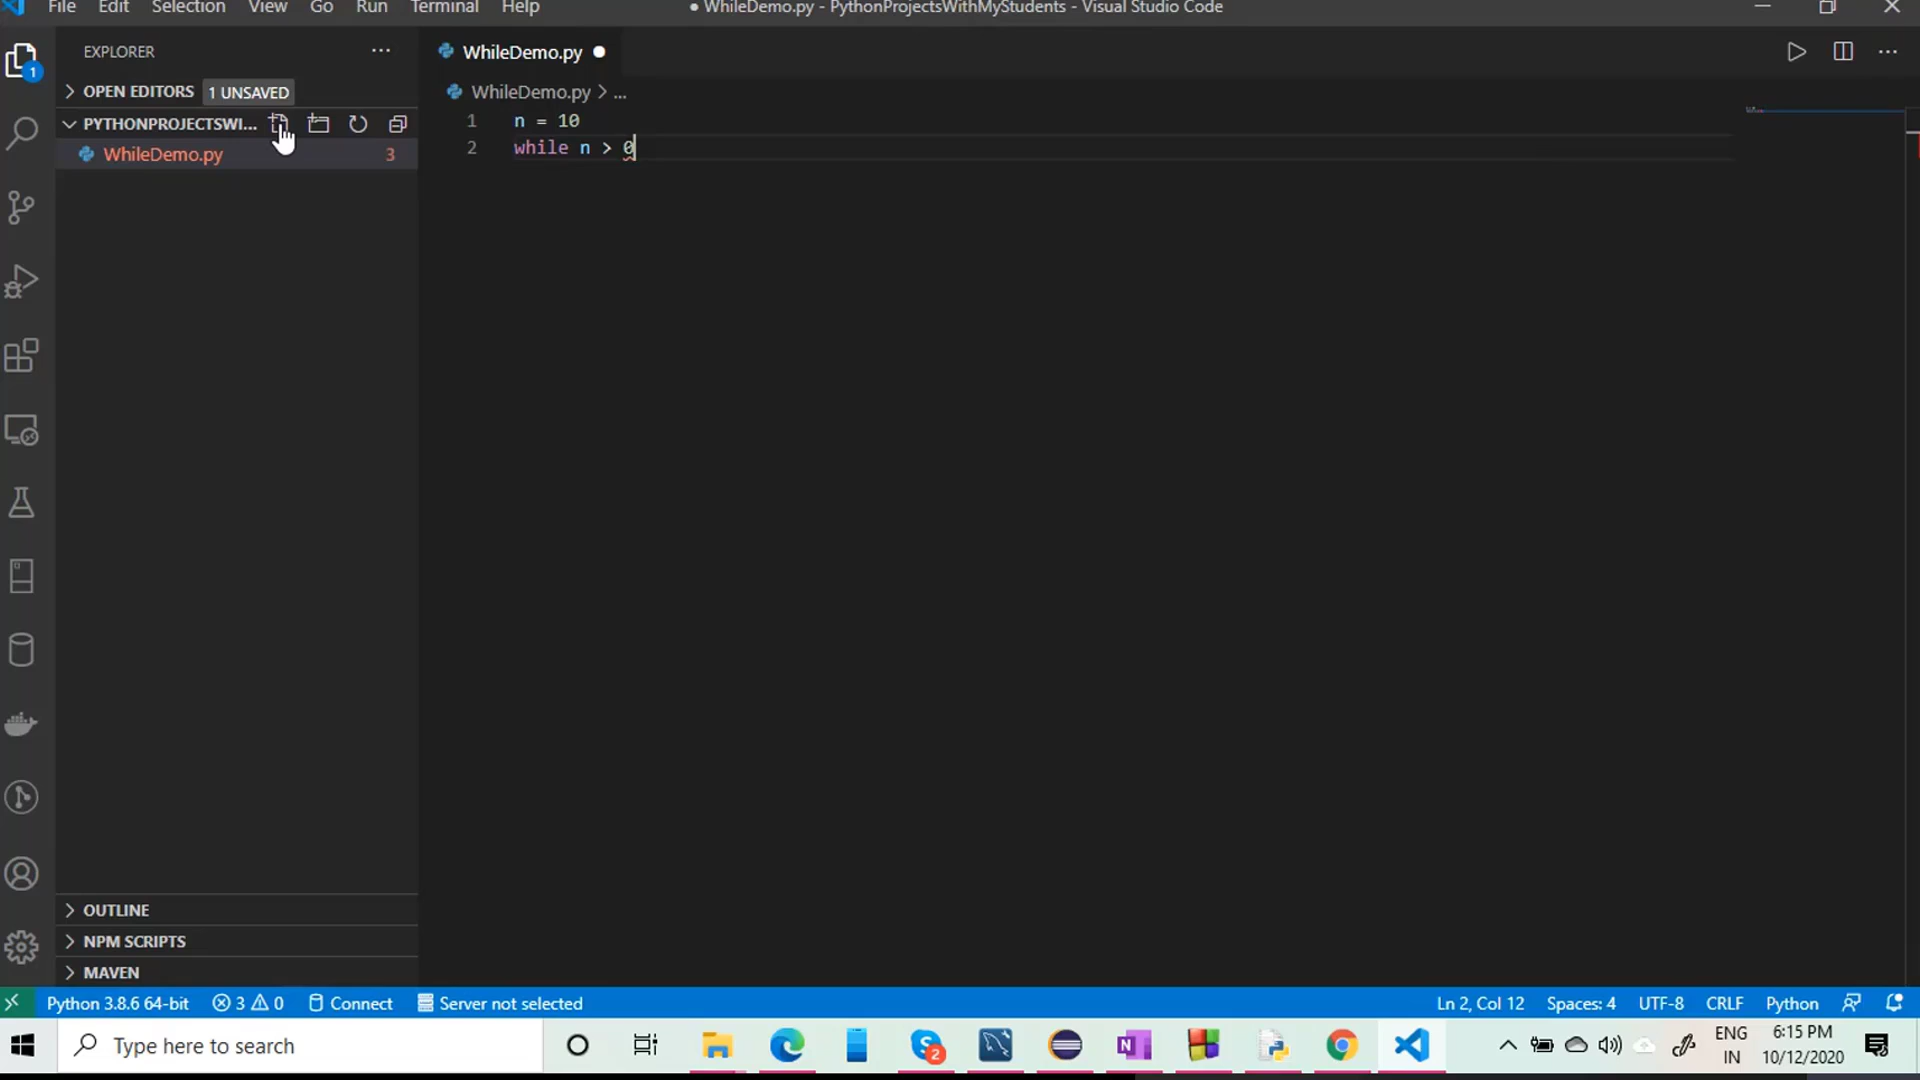 File Edit Selection View Go Run Terminal Help
● WhileDemo.py - PythonProjectsWithMyStudents - Visual Studio Code
EXPLORER
WhileDemo.py
OPEN EDITORS 1 UNSAVED
WhileDemo.py > ...
PYTHONPROJECTSWI...
WhileDemo.py 3
1 n = 10
2 while n > 0
1
OUTLINE
NPM SCRIPTS
MAVEN
Python 3.8.6 64-bit 3 0 Connect Server not selected
Ln 2, Col 12 Spaces: 4 UTF-8 CRLF Python
Type here to search
2
N
ENG
IN
6:15 PM
10/12/2020